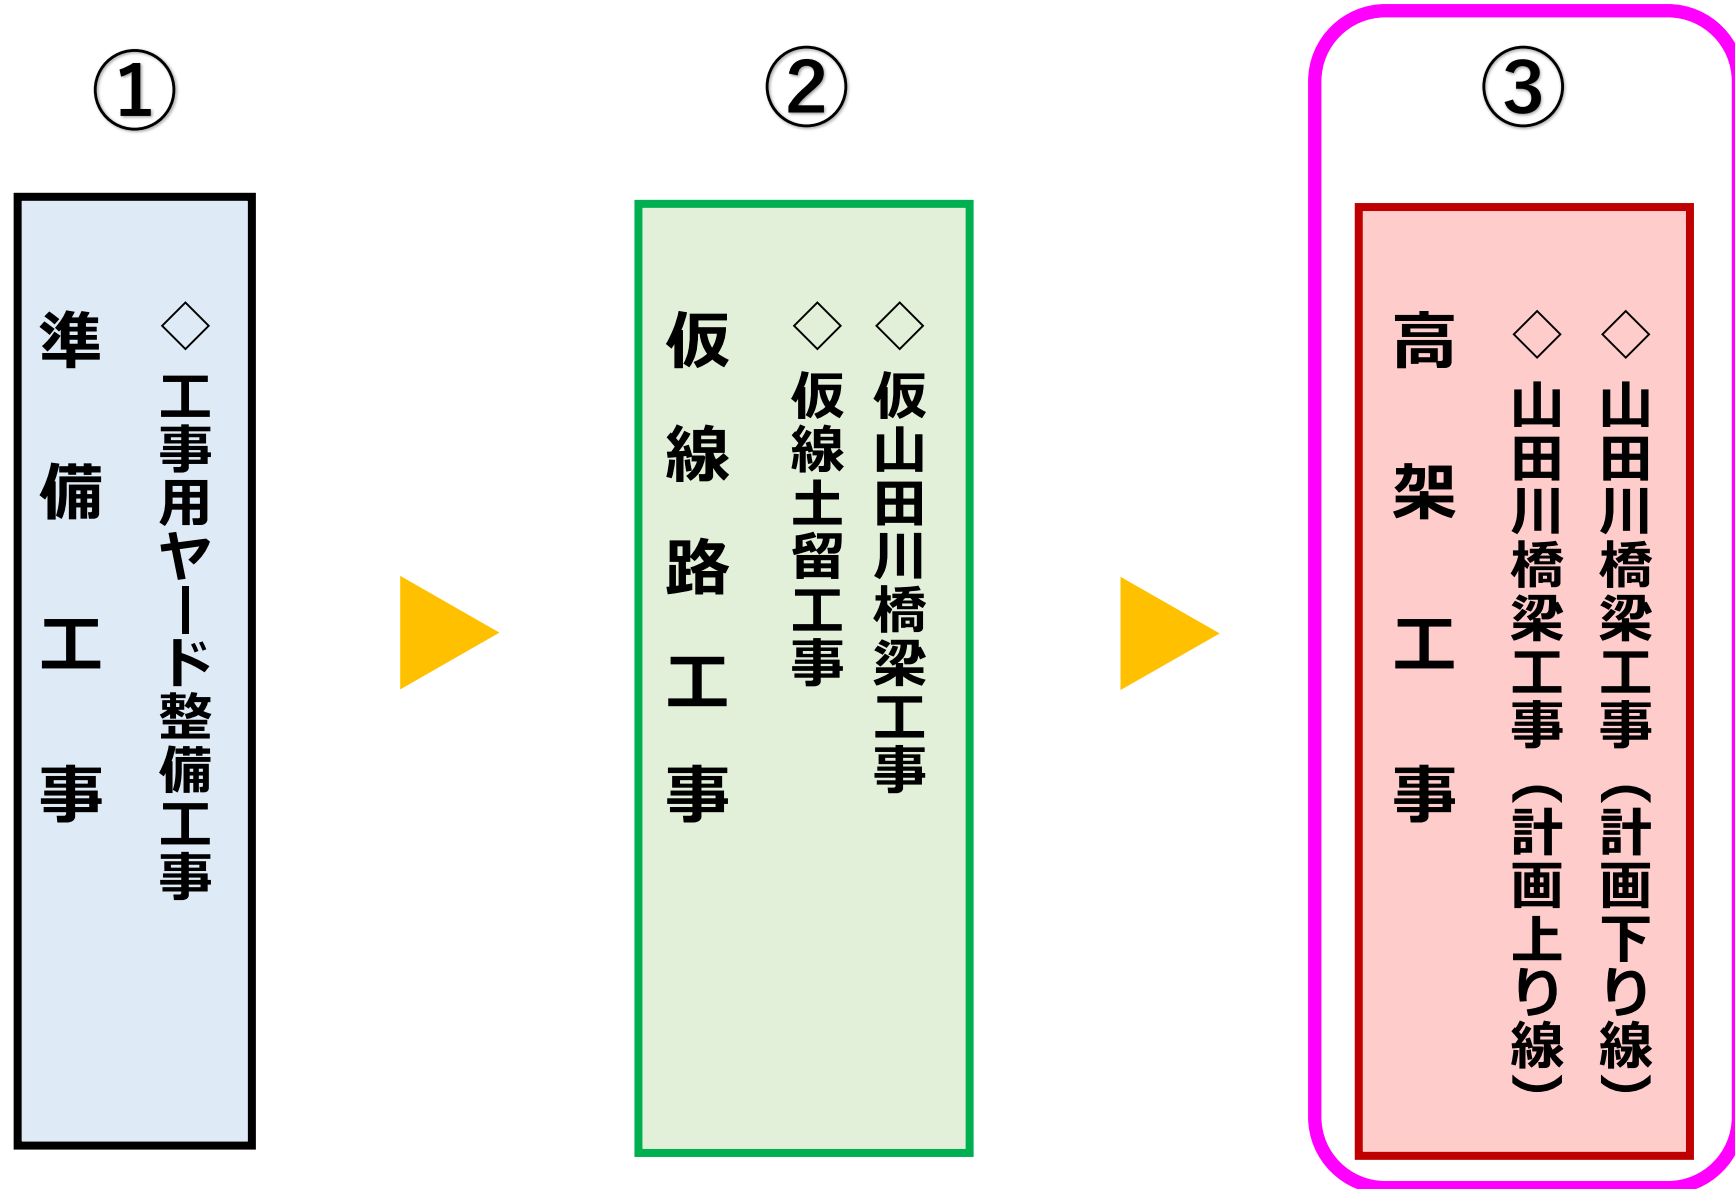 ①
◇仮山田川橋梁工事
◇仮線土留工事
仮線路工事
②
◇工事用ヤード整備工事
準備工事
③
◇山田川橋梁工事（計画下り線）
◇山田川橋梁工事（計画上り線）
高架工事